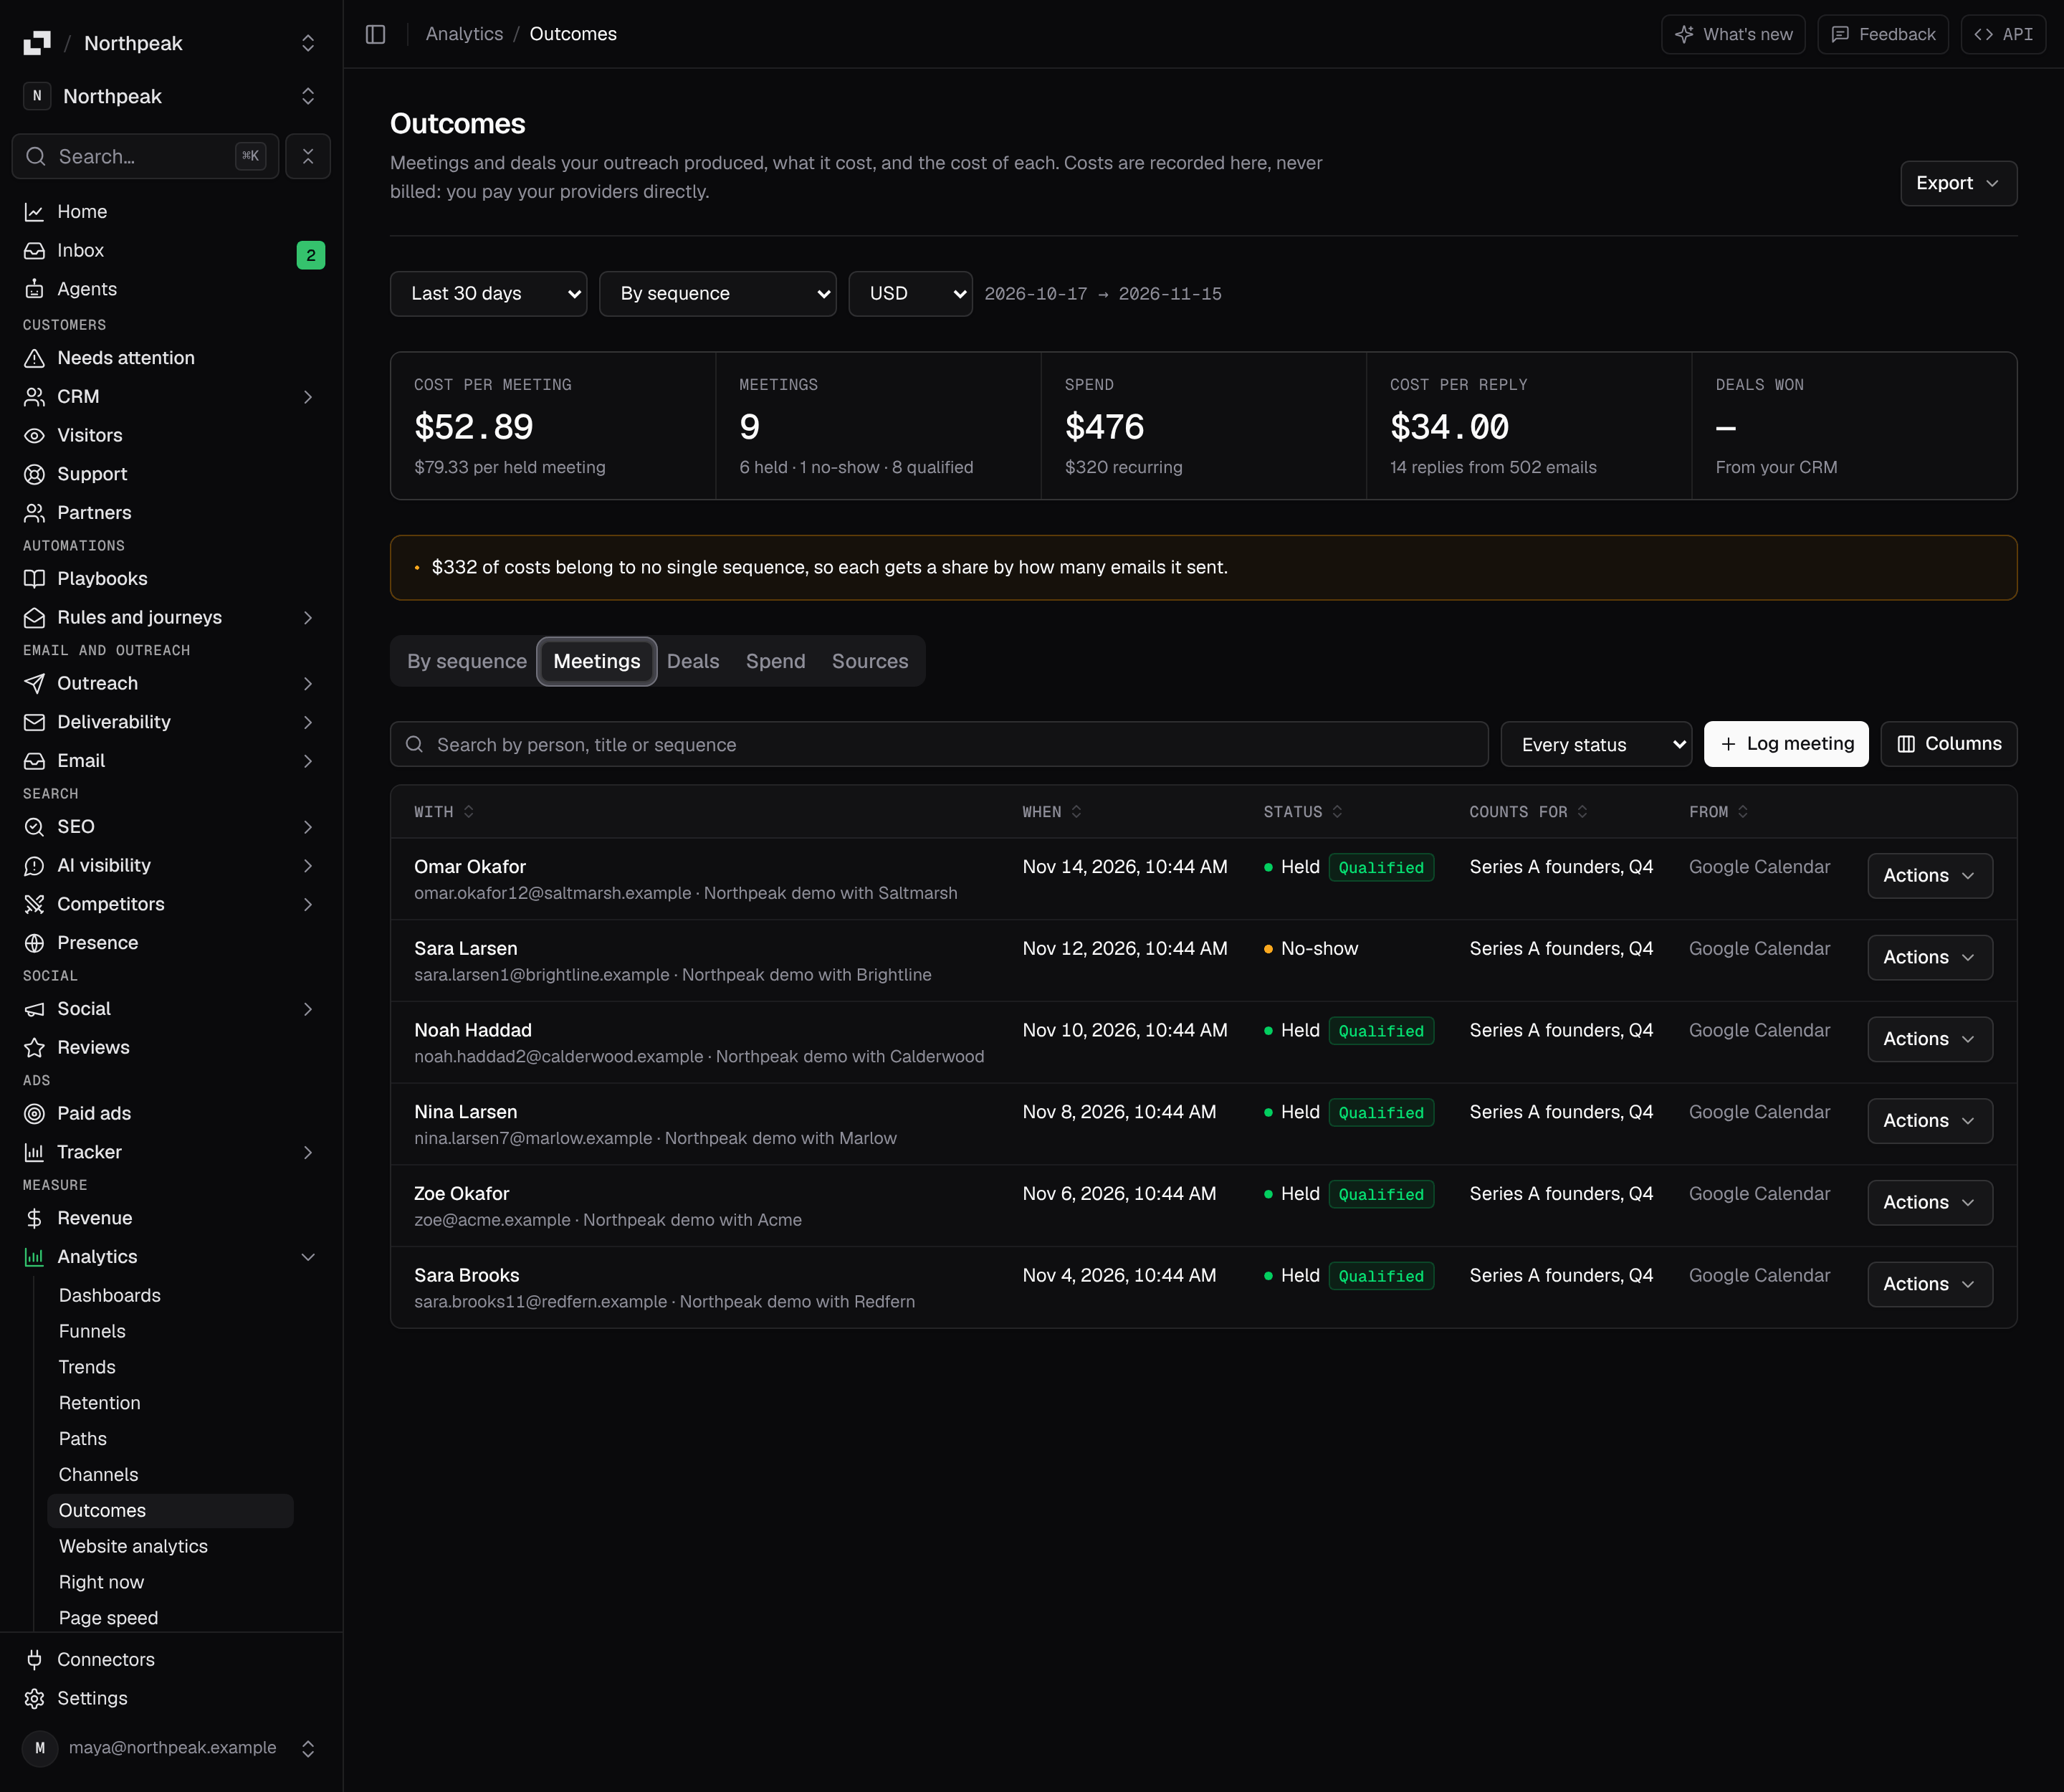 / Northpeak
N Northpeak
Search... ⌘K
Home
Inbox 2
Agents
CUSTOMERS
Needs attention
CRM
Visitors
Support
Partners
AUTOMATIONS
Playbooks
Rules and journeys
EMAIL AND OUTREACH
Outreach
Deliverability
Email
SEARCH
SEO
AI visibility
Competitors
Presence
SOCIAL
Social
Reviews
ADS
Paid ads
Tracker
MEASURE
Revenue
Analytics
Dashboards
Funnels
Trends
Retention
Paths
Channels
Outcomes
Website analytics
Right now
Page speed
Connectors
Settings
M maya@northpeak.example
Analytics / Outcomes
What's new Feedback API
Outcomes
Meetings and deals your outreach produced, what it cost, and the cost of each. Costs are recorded here, never
billed: you pay your providers directly.
Export
Last 30 days By sequence USD 2026-10-17 → 2026-11-15
COST PER MEETING
$52.89
$79.33 per held meeting
MEETINGS
9
6 held · 1 no-show · 8 qualified
SPEND
$476
$320 recurring
COST PER REPLY
$34.00
14 replies from 502 emails
DEALS WON
—
From your CRM
• $332 of costs belong to no single sequence, so each gets a share by how many emails it sent.
By sequence Meetings Deals Spend Sources
Search by person, title or sequence Every status + Log meeting Columns
WITH WHEN STATUS COUNTS FOR FROM
Omar Okafor Nov 14, 2026, 10:44 AM Held Qualified Series A founders, Q4 Google Calendar Actions
omar.okafor12@saltmarsh.example · Northpeak demo with Saltmarsh
Sara Larsen Nov 12, 2026, 10:44 AM No-show Series A founders, Q4 Google Calendar Actions
sara.larsen1@brightline.example · Northpeak demo with Brightline
Noah Haddad Nov 10, 2026, 10:44 AM Held Qualified Series A founders, Q4 Google Calendar Actions
noah.haddad2@calderwood.example · Northpeak demo with Calderwood
Nina Larsen Nov 8, 2026, 10:44 AM Held Qualified Series A founders, Q4 Google Calendar Actions
nina.larsen7@marlow.example · Northpeak demo with Marlow
Zoe Okafor Nov 6, 2026, 10:44 AM Held Qualified Series A founders, Q4 Google Calendar Actions
zoe@acme.example · Northpeak demo with Acme
Sara Brooks Nov 4, 2026, 10:44 AM Held Qualified Series A founders, Q4 Google Calendar Actions
sara.brooks11@redfern.example · Northpeak demo with Redfern